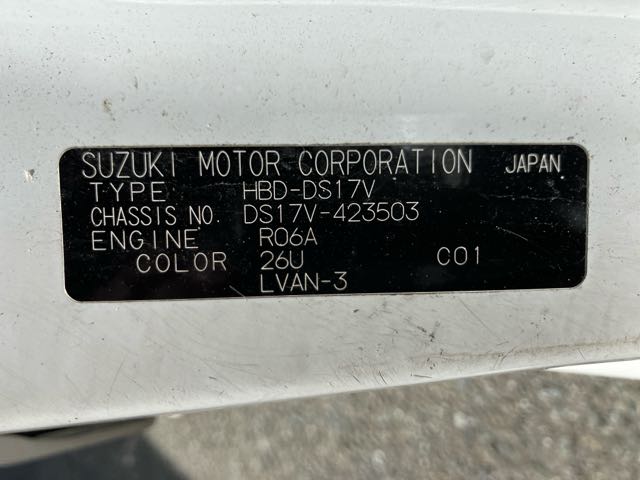 SUZUKI MOTOR CORPORATION JAPAN
TYPE HBD-DS17V
CHASSIS NO. DS17V-423503
ENGINE R06A
COLOR 26U C01
LVAN-3